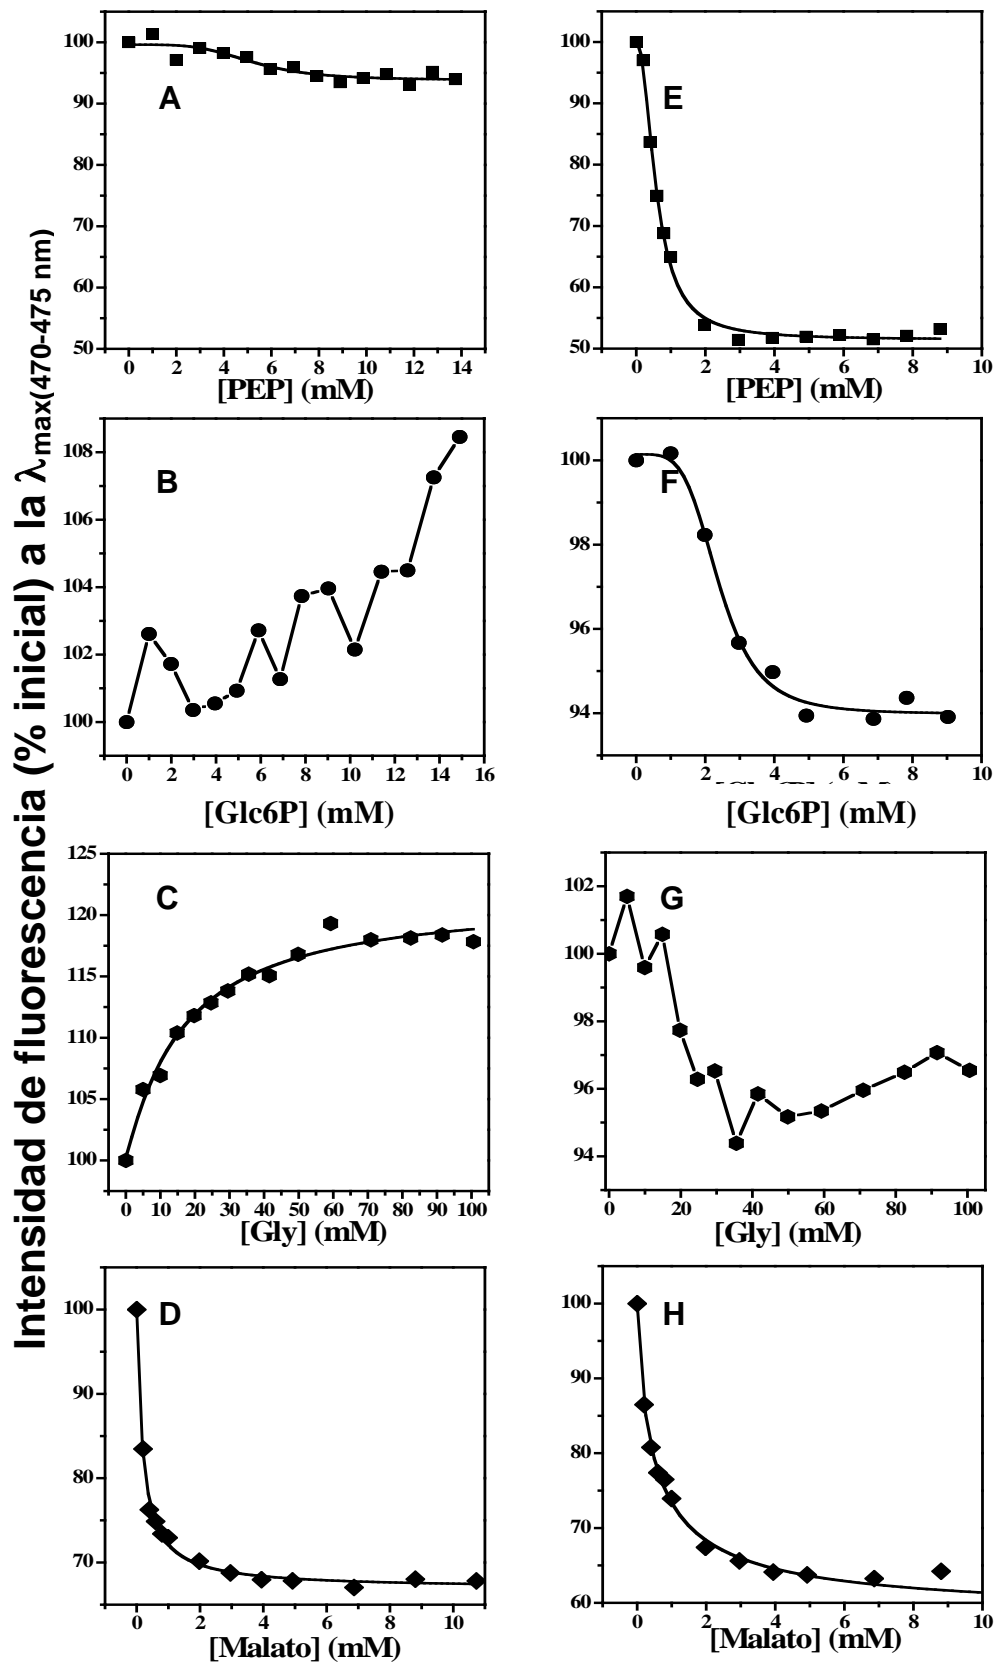 Intensidad de fluorescencia (% inicial) a la λmax(470-475 nm)
100
90
80
70
60
50
A
0 2 4 6 8 10 12 14
[PEP] (mM)
100
90
80
70
60
50
E
0 2 4 6 8 10
[PEP] (mM)
108
106
104
102
100
B
0 2 4 6 8 10 12 14 16
[Glc6P] (mM)
100
98
96
94
F
0 2 4 6 8 10
[Glc6P] (mM)
125
120
115
110
105
100
C
0 10 20 30 40 50 60 70 80 90 100
[Gly] (mM)
102
100
98
96
94
G
0 20 40 60 80 100
[Gly] (mM)
100
90
80
70
D
0 2 4 6 8 10
[Malato] (mM)
100
90
80
70
60
H
0 2 4 6 8 10
[Malato] (mM)